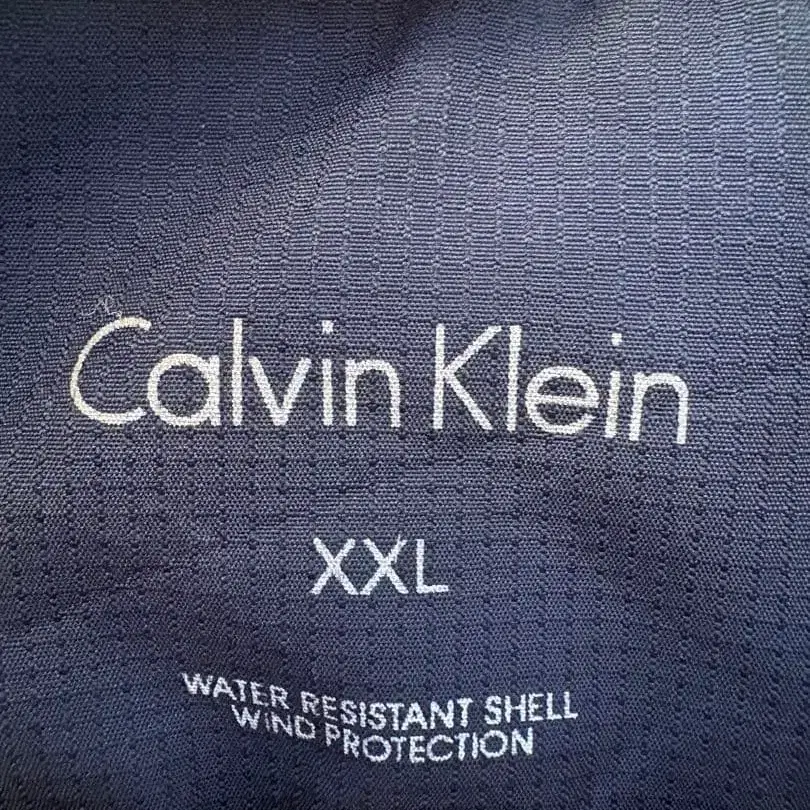 Calvin Klein
XXL
WATER RESISTANT SHELL
WIND PROTECTION